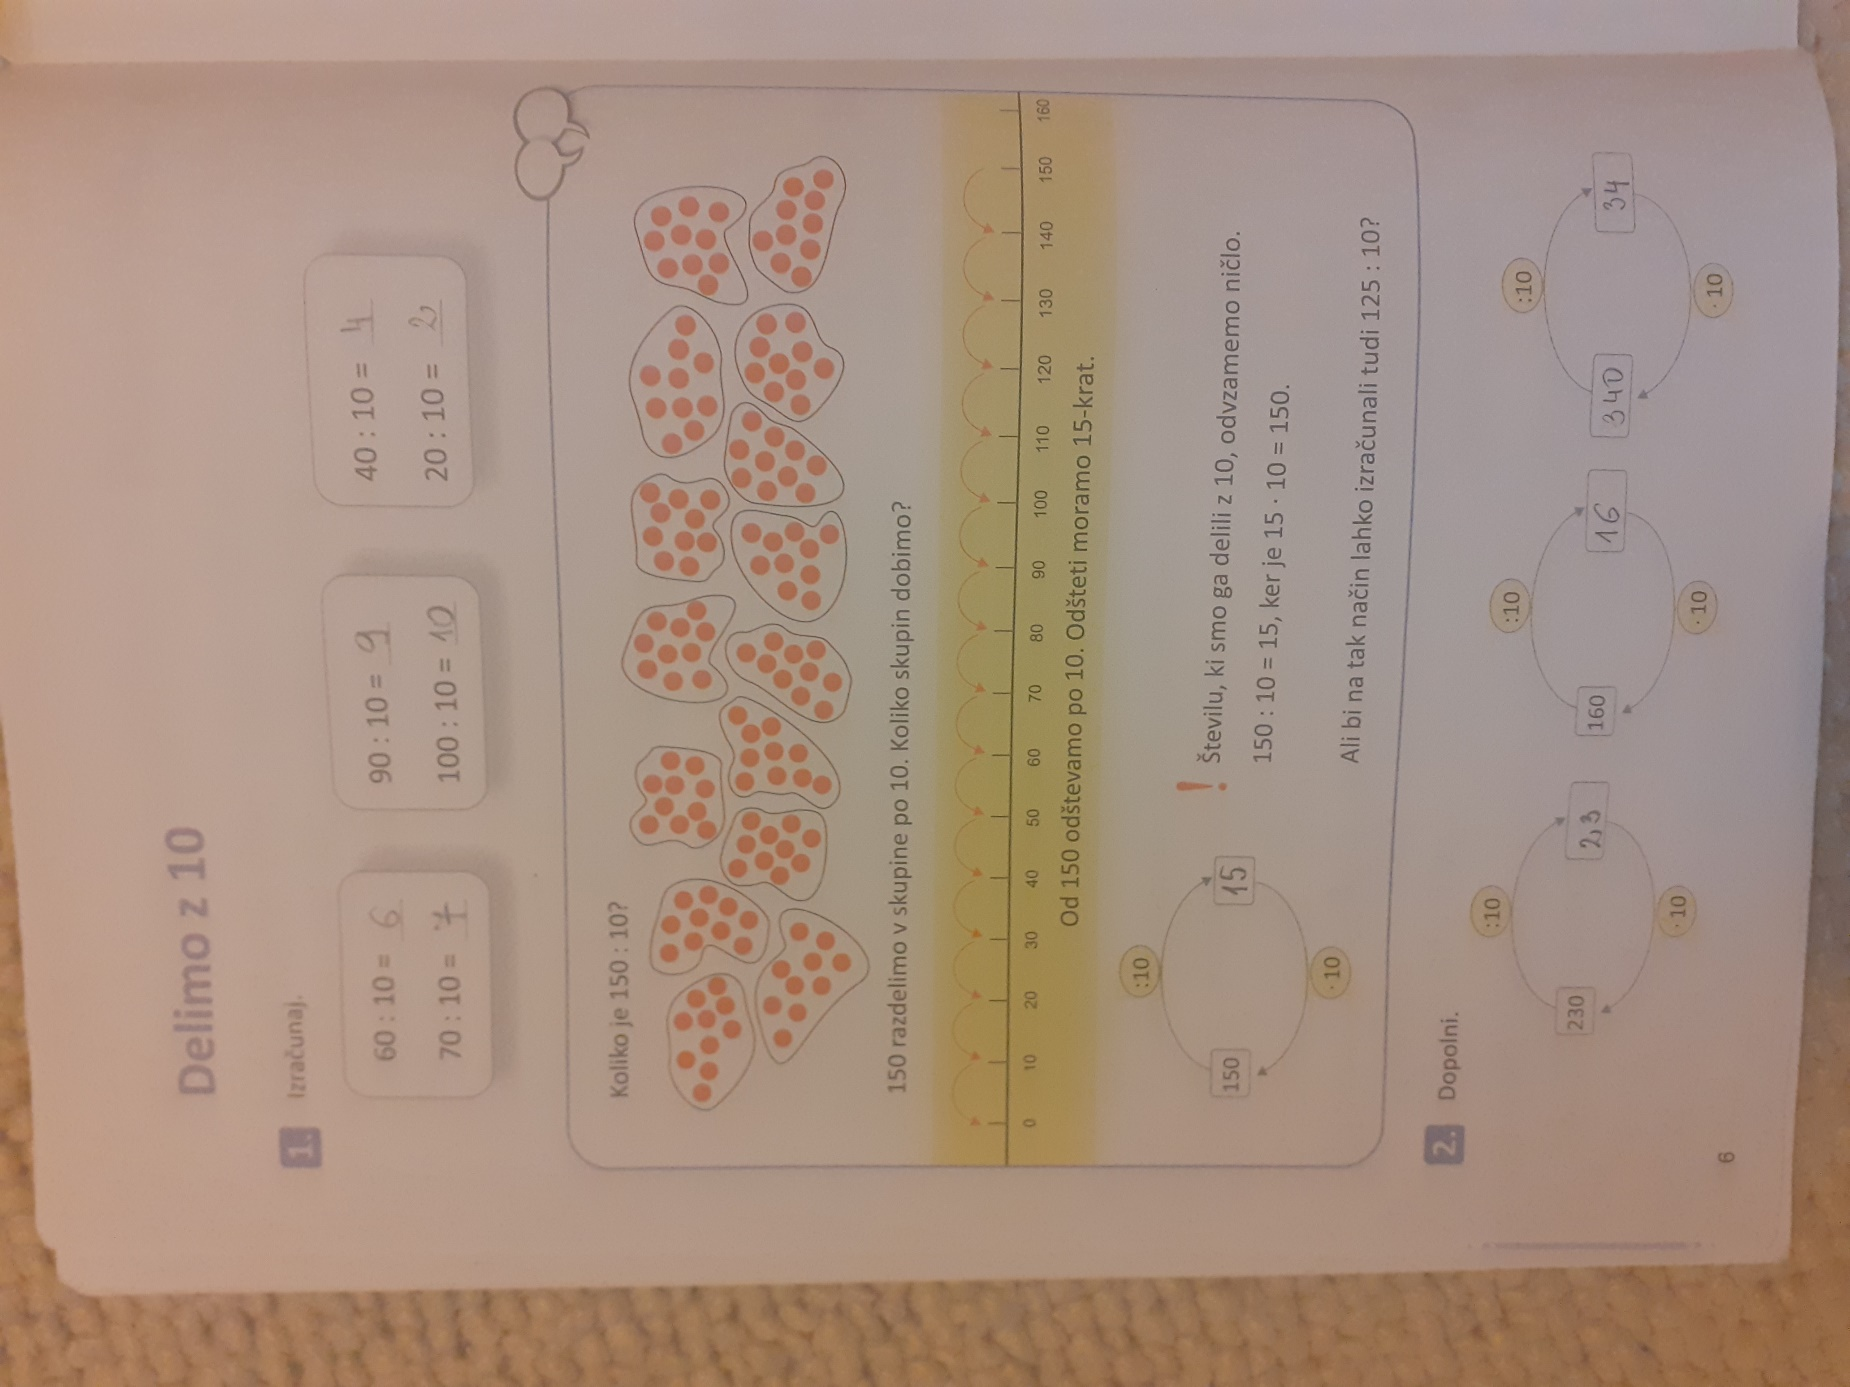 Delimo z 10
1. Izračunaj.
60 : 10 = 6
70 : 10 = 7
90 : 10 = 9
100 : 10 = 10
40 : 10 = 4
20 : 10 = 2
Koliko je 150 : 10?
150 razdelimo v skupine po 10. Koliko skupin dobimo?
0 10 20 30 40 50 60 70 80 90 100 110 120 130 140 150 160
Od 150 odštevamo po 10. Odšteti moramo 15-krat.
:10
150 15
· 10
! Številu, ki smo ga delili z 10, odvzamemo ničlo.
150 : 10 = 15, ker je 15 · 10 = 150.
Ali bi na tak način lahko izračunali tudi 125 : 10?
2. Dopolni.
:10
230 23
· 10
:10
160 16
· 10
:10
340 34
· 10
6